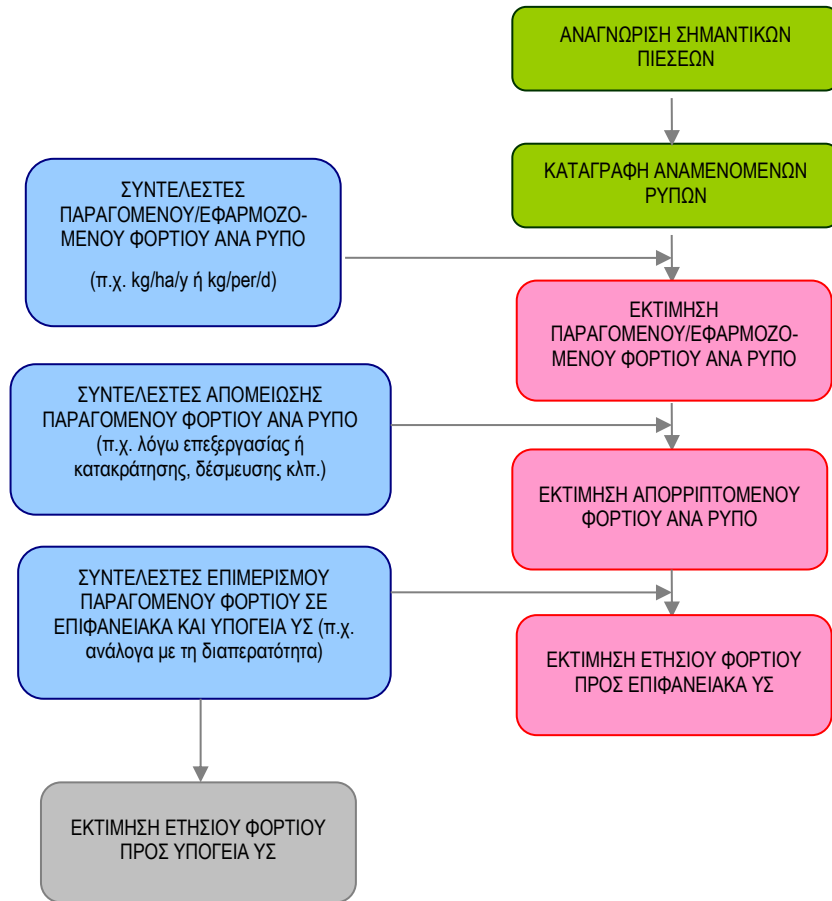 ΑΝΑΓΝΩΡΙΣΗ ΣΗΜΑΝΤΙΚΩΝ
ΠΙΕΣΕΩΝ
ΚΑΤΑΓΡΑΦΗ ΑΝΑΜΕΝΟΜΕΝΩΝ
ΡΥΠΩΝ
ΣΥΝΤΕΛΕΣΤΕΣ
ΠΑΡΑΓΟΜΕΝΟΥ/ΕΦΑΡΜΟΖΟ-
ΜΕΝΟΥ ΦΟΡΤΙΟΥ ΑΝΑ ΡΥΠΟ
(π.χ. kg/ha/y ή kg/per/d)
ΕΚΤΙΜΗΣΗ
ΠΑΡΑΓΟΜΕΝΟΥ/ΕΦΑΡΜΟΖΟ-
ΜΕΝΟΥ ΦΟΡΤΙΟΥ ΑΝΑ ΡΥΠΟ
ΣΥΝΤΕΛΕΣΤΕΣ ΑΠΟΜΕΙΩΣΗΣ
ΠΑΡΑΓΟΜΕΝΟΥ ΦΟΡΤΙΟΥ ΑΝΑ ΡΥΠΟ
(π.χ. λόγω επεξεργασίας ή
κατακράτησης, δέσμευσης κλπ.)
ΕΚΤΙΜΗΣΗ ΑΠΟΡΡΙΠΤΟΜΕΝΟΥ
ΦΟΡΤΙΟΥ ΑΝΑ ΡΥΠΟ
ΣΥΝΤΕΛΕΣΤΕΣ ΕΠΙΜΕΡΙΣΜΟΥ
ΠΑΡΑΓΟΜΕΝΟΥ ΦΟΡΤΙΟΥ ΣΕ
ΕΠΙΦΑΝΕΙΑΚΑ ΚΑΙ ΥΠΟΓΕΙΑ ΥΣ (π.χ.
ανάλογα με τη διαπερατότητα)
ΕΚΤΙΜΗΣΗ ΕΤΗΣΙΟΥ ΦΟΡΤΙΟΥ
ΠΡΟΣ ΕΠΙΦΑΝΕΙΑΚΑ ΥΣ
ΕΚΤΙΜΗΣΗ ΕΤΗΣΙΟΥ ΦΟΡΤΙΟΥ
ΠΡΟΣ ΥΠΟΓΕΙΑ ΥΣ